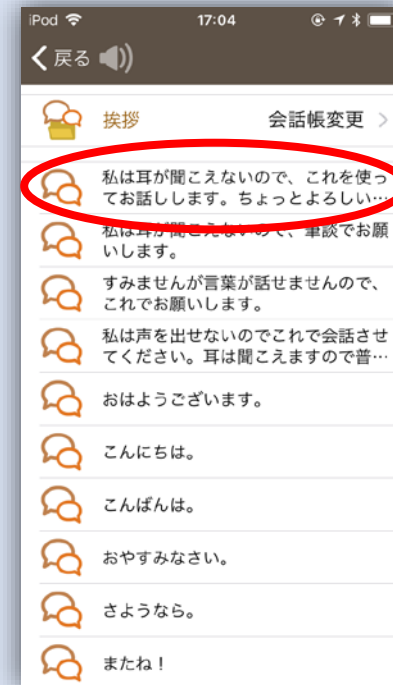 iPod 17:04
戻る
挨拶 会話帳変更
私は耳が聞こえないので、これを使っ
てお話しします。ちょっとよろしい…
私は耳が聞こえないので、筆談でお願
いします。
すみませんが言葉が話せませんので、
これでお願いします。
私は声を出せないのでこれで会話させ
てください。耳は聞こえますので普…
おはようございます。
こんにちは。
こんばんは。
おやすみなさい。
さようなら。
またね！